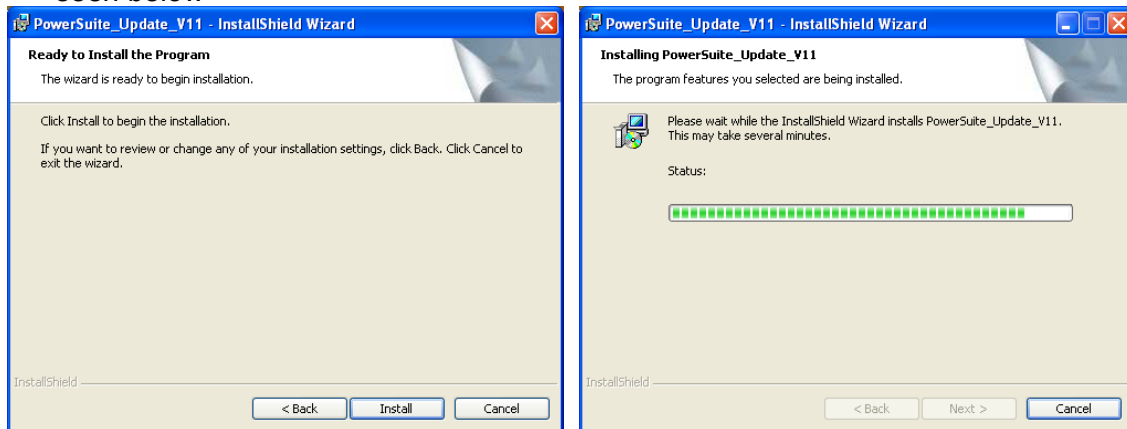 seen below
PowerSuite_Update_V11 - InstallShield Wizard
Ready to Install the Program
The wizard is ready to begin installation.
Click Install to begin the installation.
If you want to review or change any of your installation settings, click Back. Click Cancel to
exit the wizard.
InstallShield
< Back
Install
Cancel
PowerSuite_Update_V11 - InstallShield Wizard
Installing PowerSuite_Update_V11
The program features you selected are being installed.
Please wait while the InstallShield Wizard installs PowerSuite_Update_V11.
This may take several minutes.
Status:
InstallShield
< Back
Next >
Cancel